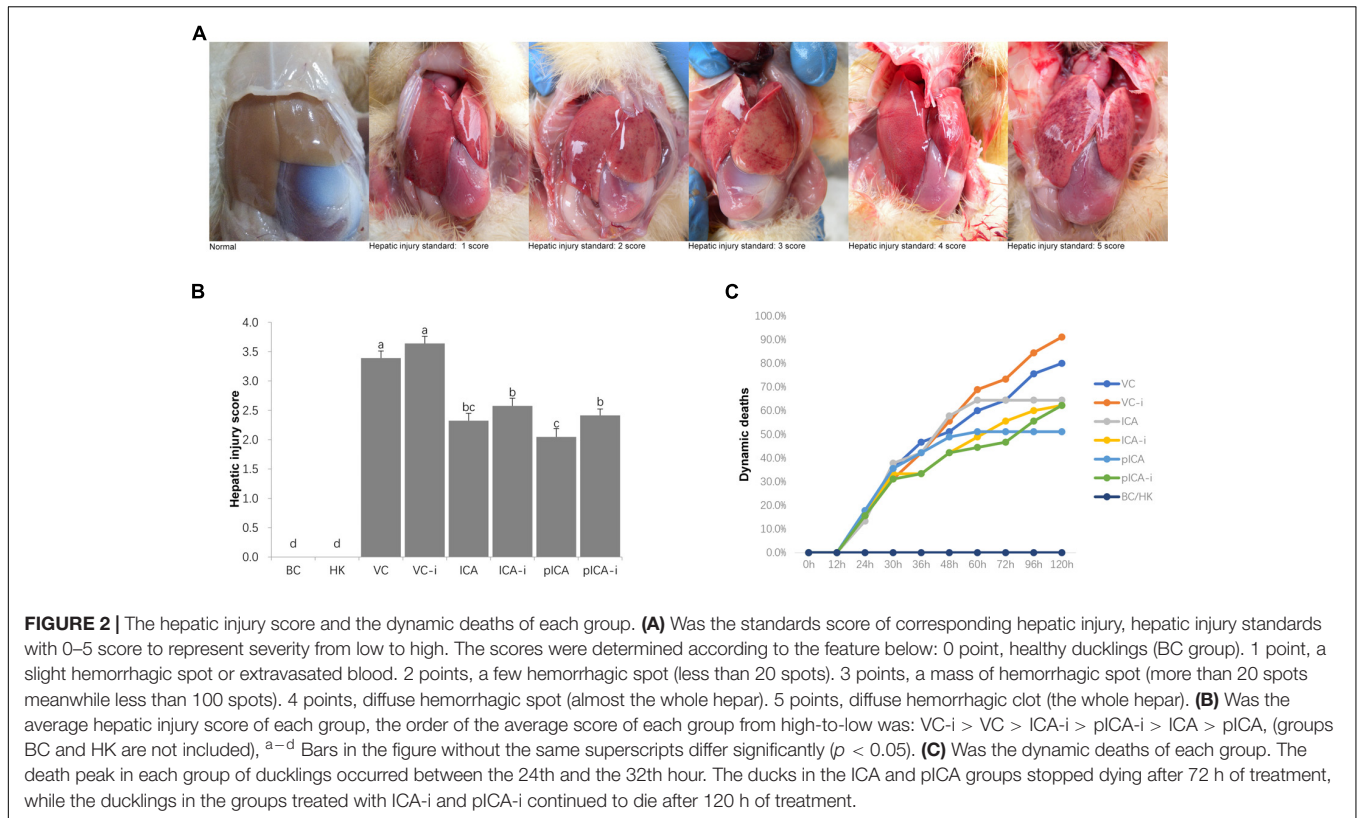 A
Normal
Hepatic injury standard: 1 score
Hepatic injury standard: 2 score
Hepatic injury standard: 3 score
Hepatic injury standard: 4 score
Hepatic injury standard: 5 score
B
Hepatic injury score
4.0
3.5
3.0
2.5
2.0
1.5
1.0
0.5
0.0
d
d
a
a
bc
b
c
b
BC
HK
VC
VC-i
ICA
ICA-i
pICA
pICA-i
C
Dynamic deaths
100.0%
90.0%
80.0%
70.0%
60.0%
50.0%
40.0%
30.0%
20.0%
10.0%
0.0%
0h
12h
24h
30h
36h
48h
60h
72h
96h
120h
VC
VC-i
ICA
ICA-i
pICA
pICA-i
BC/HK
FIGURE 2 | The hepatic injury score and the dynamic deaths of each group. (A) Was the standards score of corresponding hepatic injury, hepatic injury standards
with 0–5 score to represent severity from low to high. The scores were determined according to the feature below: 0 point, healthy ducklings (BC group). 1 point, a
slight hemorrhagic spot or extravasated blood. 2 points, a few hemorrhagic spot (less than 20 spots). 3 points, a mass of hemorrhagic spot (more than 20 spots
meanwhile less than 100 spots). 4 points, diffuse hemorrhagic spot (almost the whole hepar). 5 points, diffuse hemorrhagic clot (the whole hepar). (B) Was the
average hepatic injury score of each group, the order of the average score of each group from high-to-low was: VC-i > VC > ICA-i > pICA-i > ICA > pICA, (groups
BC and HK are not included), a–d Bars in the figure without the same superscripts differ significantly (p < 0.05). (C) Was the dynamic deaths of each group. The
death peak in each group of ducklings occurred between the 24th and the 32th hour. The ducks in the ICA and pICA groups stopped dying after 72 h of treatment,
while the ducklings in the groups treated with ICA-i and pICA-i continued to die after 120 h of treatment.